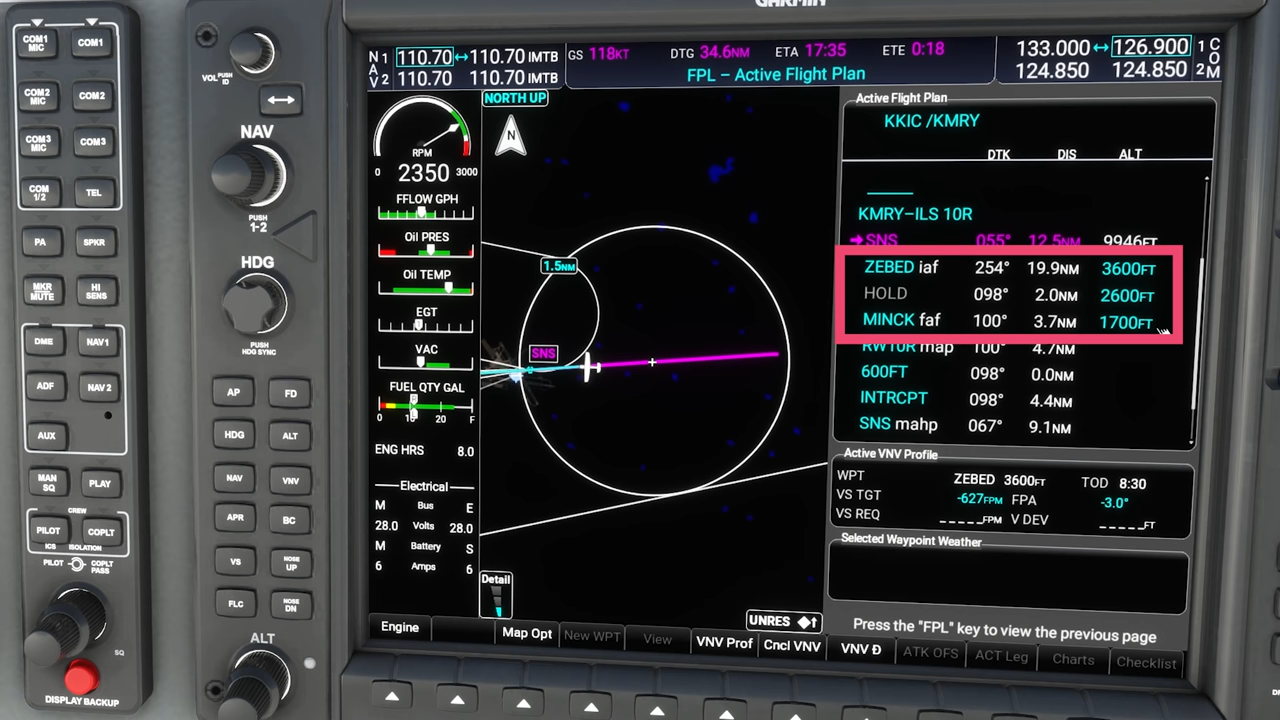 GARMIN
N 1 110.70 ↔ 110.70 IMTB
A
V 2 110.70 110.70 IMTB
GS 118KT DTG 34.6NM ETA 17:35 ETE 0:18
FPL – Active Flight Plan
133.000 ↔ 126.900 1 C
O
124.850 124.850 2 M
COM1 MIC
COM1
COM2 MIC
COM2
COM3 MIC
COM3
COM 1/2
TEL
PA
SPKR
MKR MUTE
HI SENS
DME
NAV1
ADF
NAV 2
AUX
MAN SQ
PLAY
CREW
PILOT
COPLT
ICS ISOLATION
PILOT COPLT PASS
SQ
DISPLAY BACKUP
VOL PUSH ID
NAV
PUSH 1-2
HDG
PUSH HDG SYNC
AP
FD
HDG
ALT
NAV
VNV
APR
BC
VS
NOSE UP
FLC
NOSE DN
ALT
RPM
0 2350 3000
FFLOW GPH
Oil PRES
Oil TEMP
EGT
VAC
FUEL QTY GAL
R
L
0 10 20 F
ENG HRS 8.0
Electrical
M Bus E
28.0 Volts 28.0
M Battery S
6 Amps 6
NORTH UP
N
1.5NM
SNS
Detail
UNRES
Active Flight Plan
KKIC /KMRY
DTK DIS ALT
KMRY–ILS 10R
SNS 055° 12.5NM 9946FT
ZEBED iaf 254° 19.9NM 3600FT
HOLD 098° 2.0NM 2600FT
MINCK faf 100° 3.7NM 1700FT
RW10R map 100° 4.7NM
600FT 098° 0.0NM
INTRCPT 098° 4.4NM
SNS mahp 067° 9.1NM
Active VNV Profile
WPT ZEBED 3600FT TOD 8:30
VS TGT -627FPM FPA -3.0°
VS REQ _____FPM V DEV _____FT
Selected Waypoint Weather
Press the "FPL" key to view the previous page
Engine
Map Opt
New WPT
View
VNV Prof
Cncl VNV
VNV Đ
ATK OFS
ACT Leg
Charts
Checklist